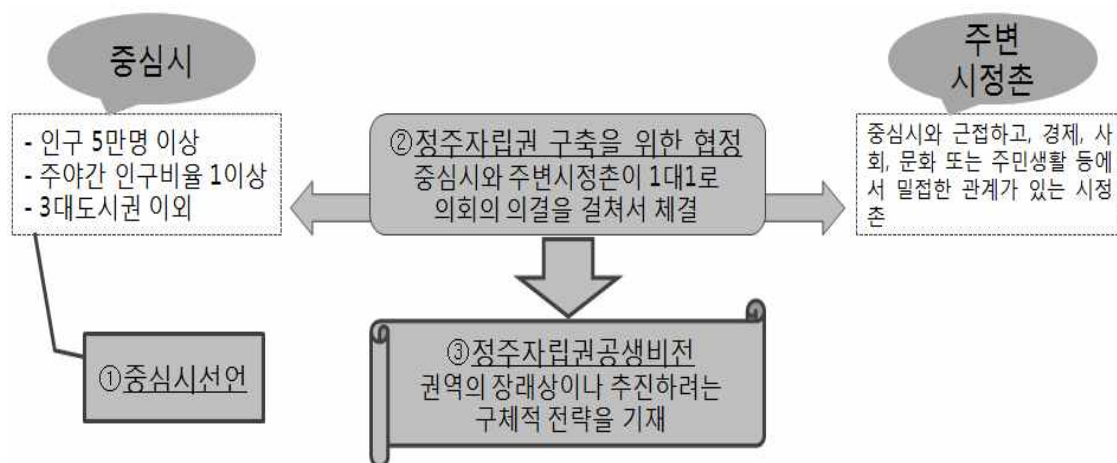 중심시
- 인구 5만명 이상
- 주야간 인구비율 1이상
- 3대도시권 이외
①중심시선언
②정주자립권 구축을 위한 협정
중심시와 주변시정촌이 1대1로
의회의 의결을 걸쳐서 체결
③정주자립권공생비전
권역의 장래상이나 추진하려는
구체적 전략을 기재
주변
시정촌
중심시와 근접하고, 경제, 사
회, 문화 또는 주민생활 등에
서 밀접한 관계가 있는 시정
촌